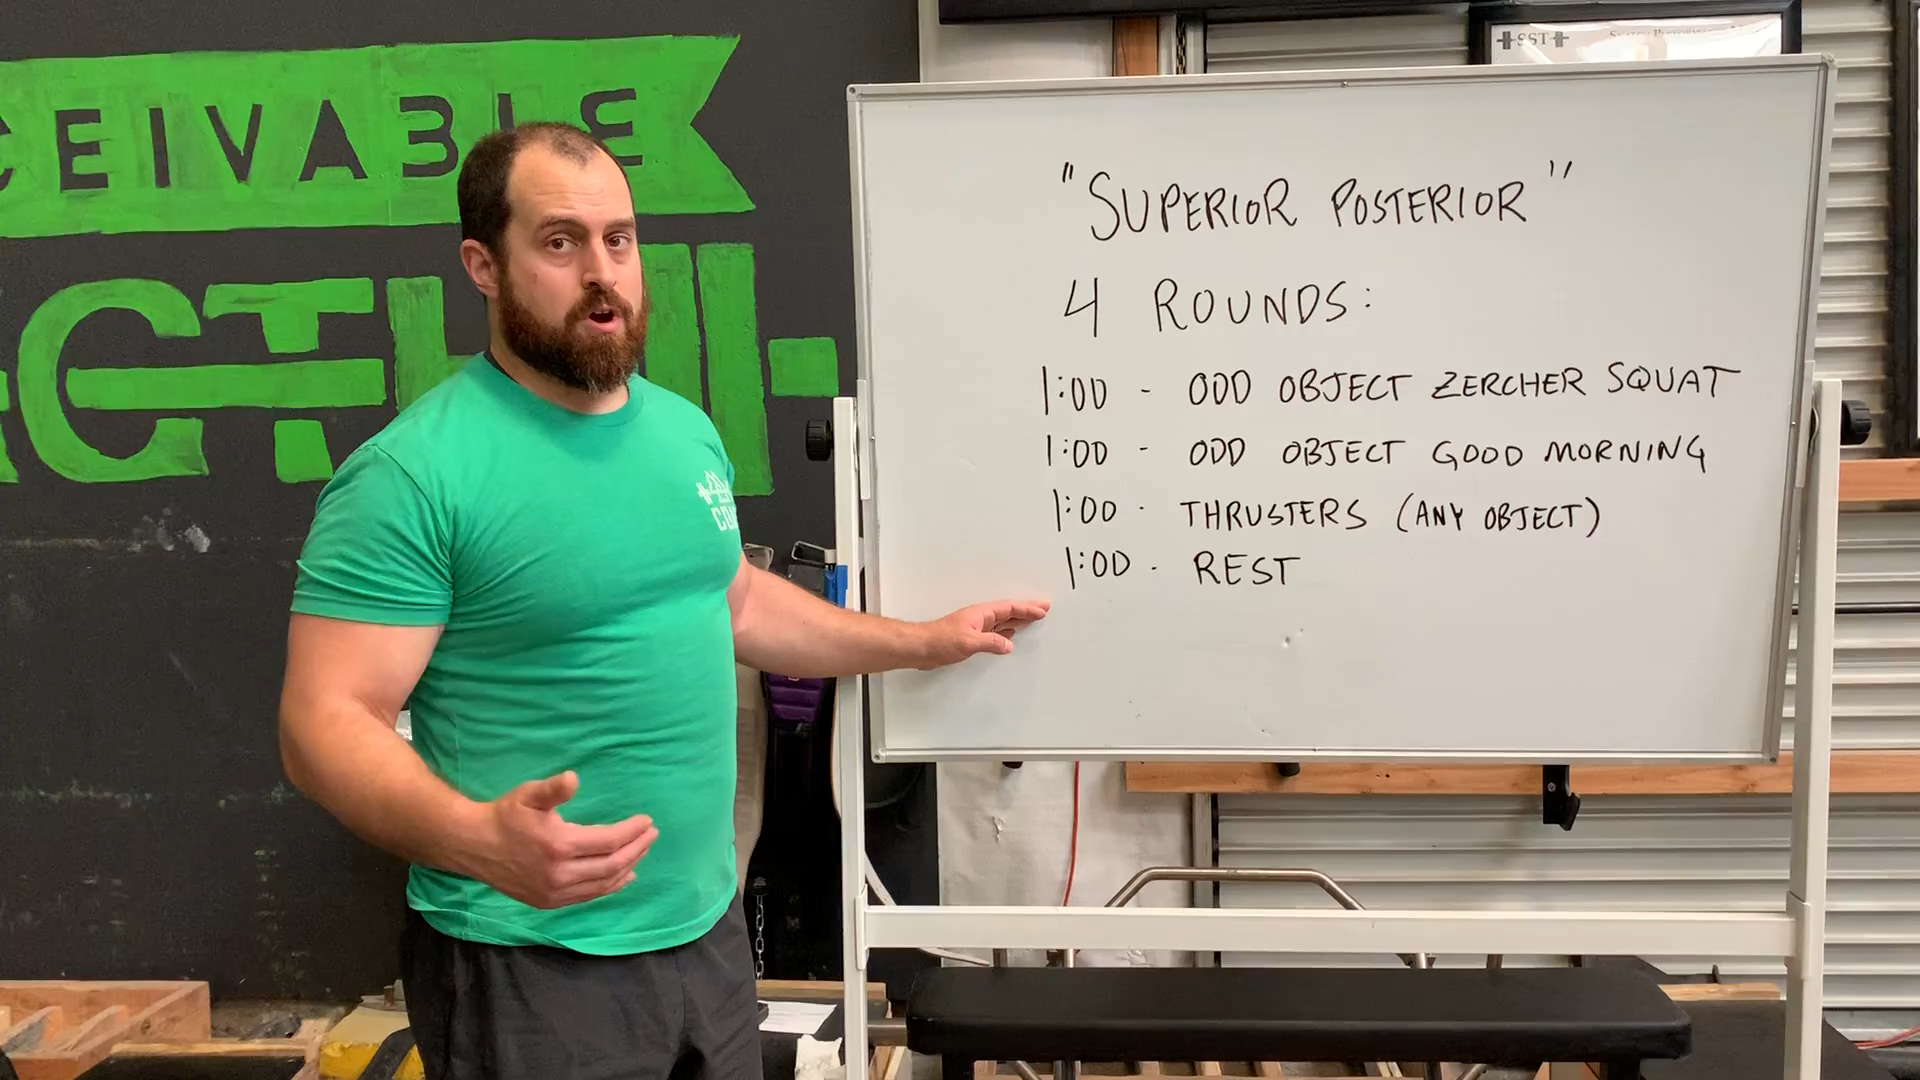 CEIVABLE
SST
"SUPERIOR POSTERIOR"
4 ROUNDS:
1:00 - ODD OBJECT ZERCHER SQUAT
1:00 - ODD OBJECT GOOD MORNING
1:00 - THRUSTERS (ANY OBJECT)
1:00 - REST